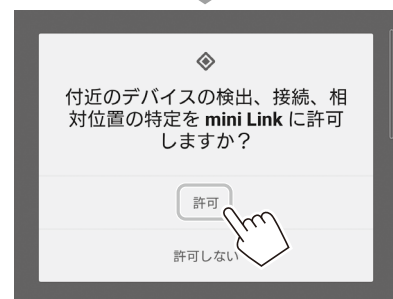 付近のデバイスの検出、接続、相
対位置の特定を mini Link に許可
しますか？
許可
許可しない